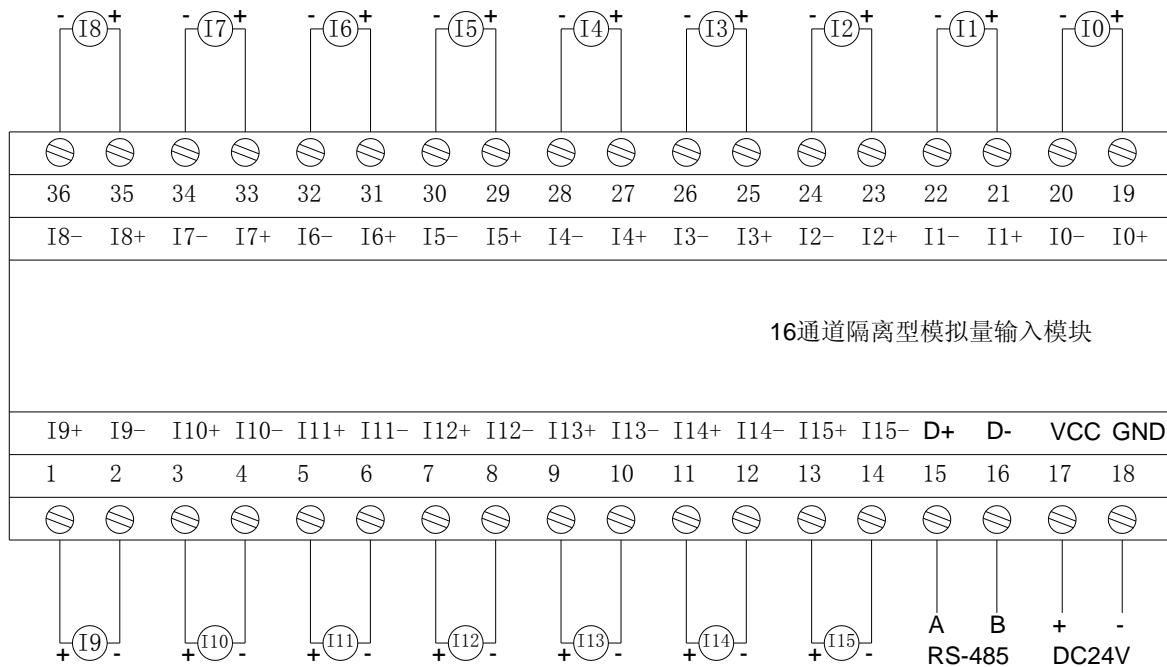 - I8 + - I7 + - I6 + - I5 + - I4 + - I3 + - I2 + - I1 + - I0 +
36 35 34 33 32 31 30 29 28 27 26 25 24 23 22 21 20 19
I8- I8+ I7- I7+ I6- I6+ I5- I5+ I4- I4+ I3- I3+ I2- I2+ I1- I1+ I0- I0+
16通道隔离型模拟量输入模块
I9+ I9- I10+ I10- I11+ I11- I12+ I12- I13+ I13- I14+ I14- I15+ I15- D+ D- VCC GND
1 2 3 4 5 6 7 8 9 10 11 12 13 14 15 16 17 18
+ I9 - + I10 - + I11 - + I12 - + I13 - + I14 - + I15 - A B + -
RS-485 DC24V